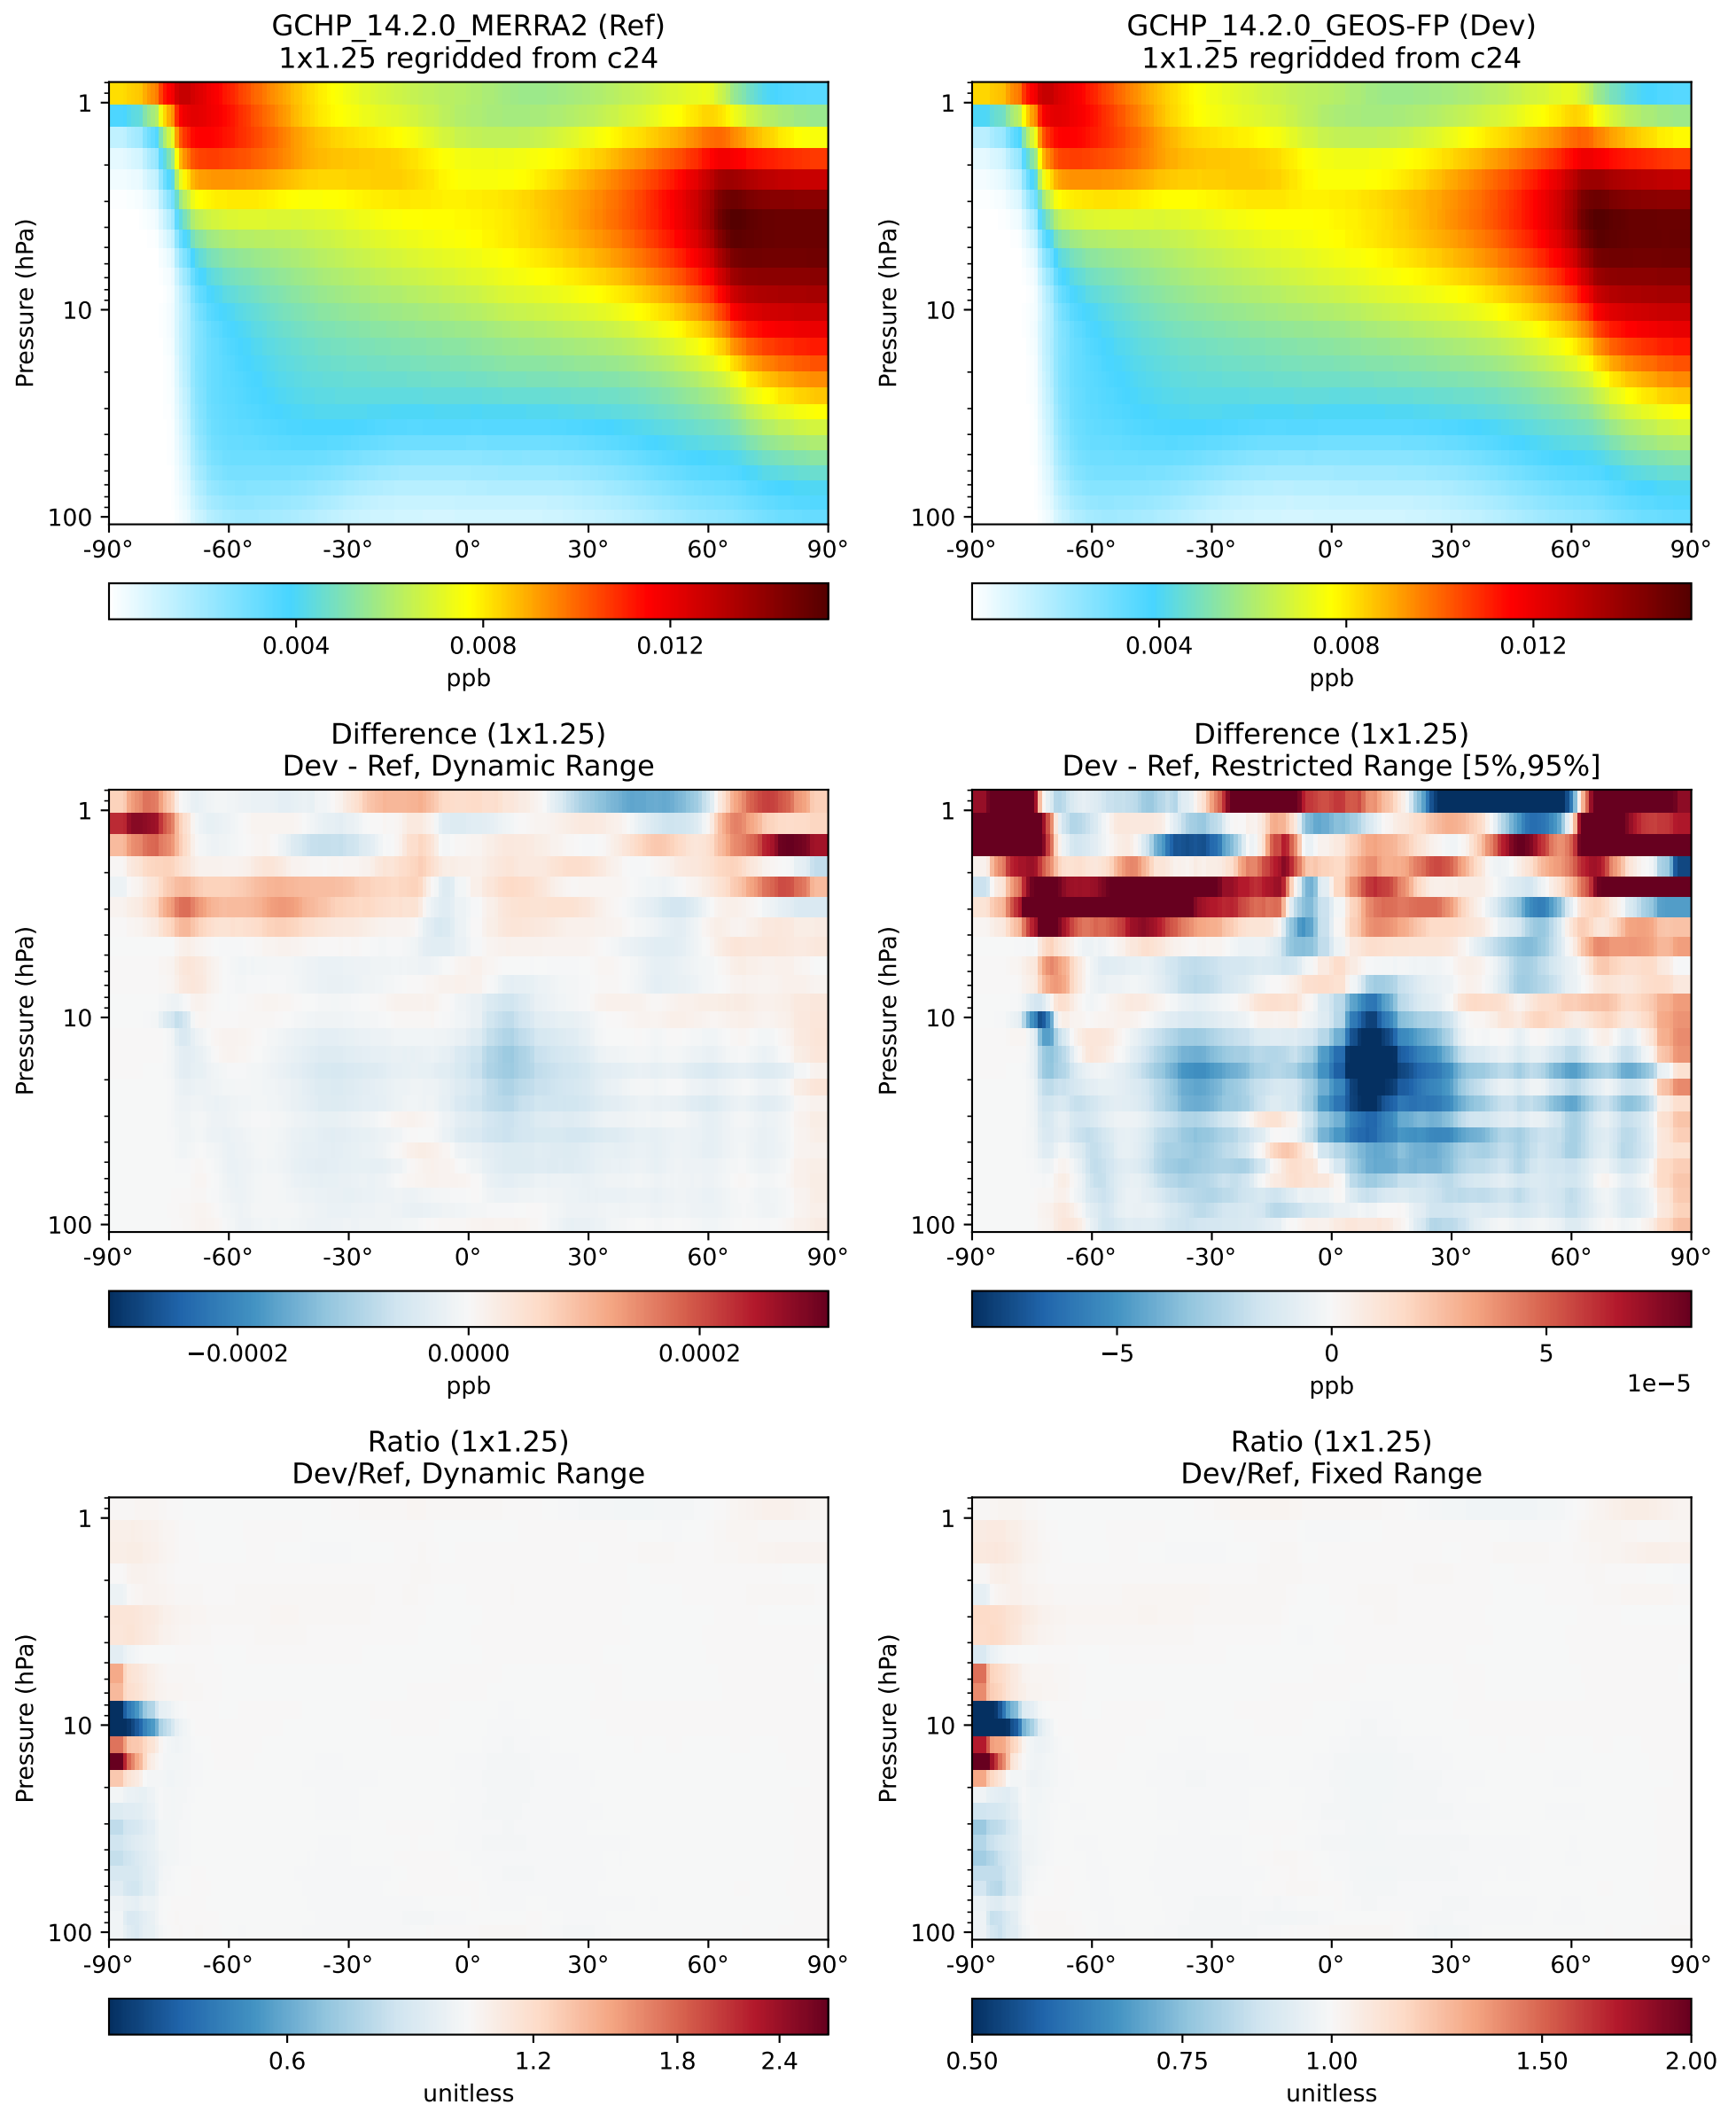 GCHP_14.2.0_MERRA2 (Ref)
1x1.25 regridded from c24
Pressure (hPa)
1
10
100
-90° -60° -30° 0° 30° 60° 90°
0.004 0.008 0.012
ppb
GCHP_14.2.0_GEOS-FP (Dev)
1x1.25 regridded from c24
Pressure (hPa)
1
10
100
-90° -60° -30° 0° 30° 60° 90°
0.004 0.008 0.012
ppb
Difference (1x1.25)
Dev - Ref, Dynamic Range
Pressure (hPa)
1
10
100
-90° -60° -30° 0° 30° 60° 90°
−0.0002 0.0000 0.0002
ppb
Difference (1x1.25)
Dev - Ref, Restricted Range [5%,95%]
Pressure (hPa)
1
10
100
-90° -60° -30° 0° 30° 60° 90°
−5 0 5
ppb
1e−5
Ratio (1x1.25)
Dev/Ref, Dynamic Range
Pressure (hPa)
1
10
100
-90° -60° -30° 0° 30° 60° 90°
0.6 1.2 1.8 2.4
unitless
Ratio (1x1.25)
Dev/Ref, Fixed Range
Pressure (hPa)
1
10
100
-90° -60° -30° 0° 30° 60° 90°
0.50 0.75 1.00 1.50 2.00
unitless